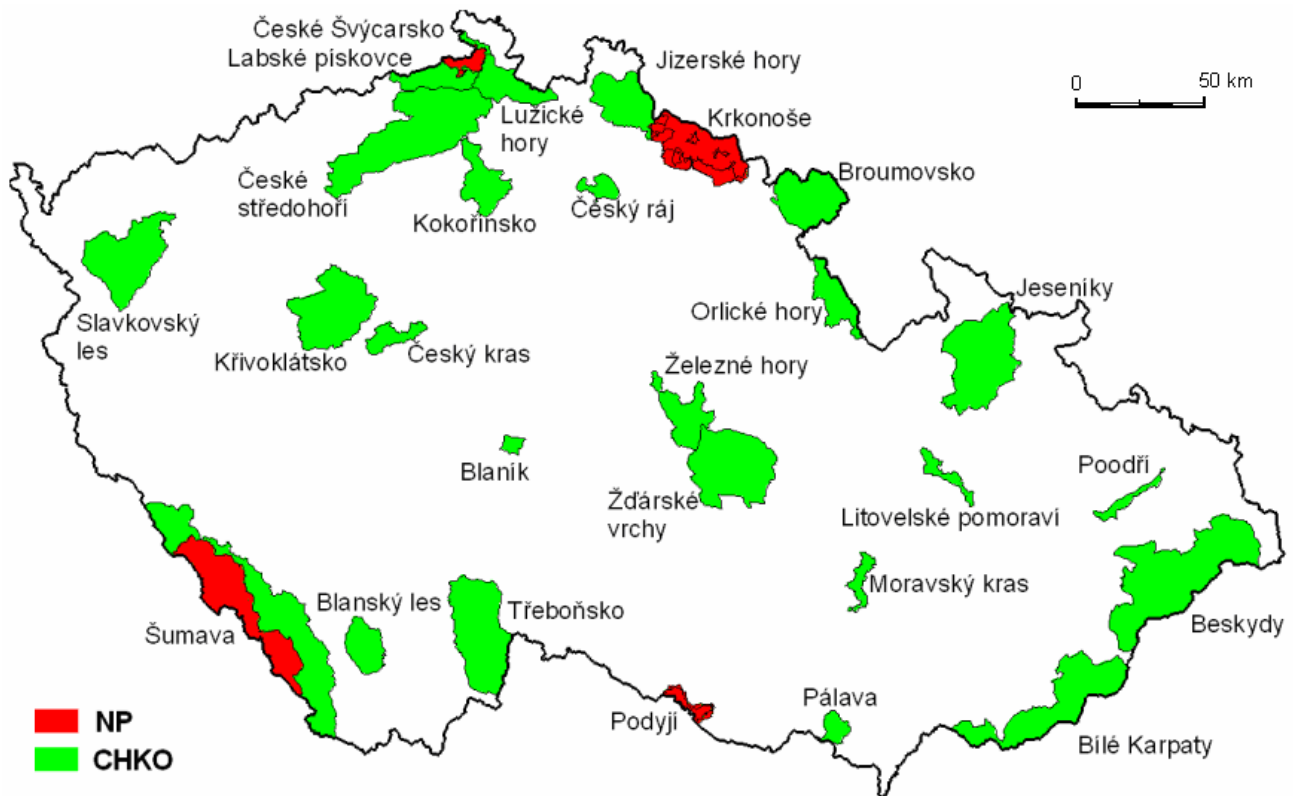 České Švýcarsko
Labské pískovce
Jizerské hory
0 50 km
Lužické
hory
Krkonoše
Broumovsko
České
středohoří
Kokořínsko
Český ráj
Slavkovský
les
Křivoklátsko
Český kras
Orlické hory
Jeseníky
Železné hory
Blaník
Žďárské
vrchy
Litovelské pomoraví
Poodří
Moravský kras
Beskydy
Šumava
Blanský les
Třeboňsko
Podyjí
Pálava
Bílé Karpaty
NP
CHKO